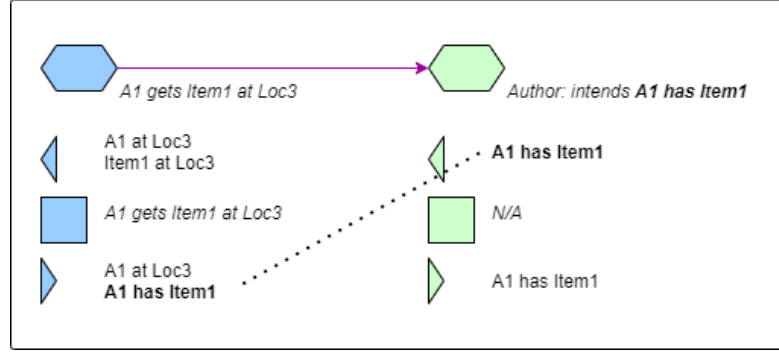 A1 gets Item1 at Loc3
Author: intends A1 has Item1
A1 at Loc3
Item1 at Loc3
A1 has Item1
A1 gets Item1 at Loc3
N/A
A1 at Loc3
A1 has Item1
A1 has Item1